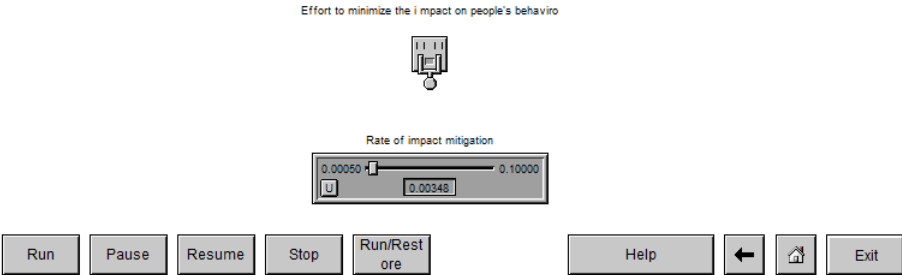 Effort to minimize the i mpact on people's behaviro
Rate of impact mitigation
0.00050 0.10000
U 0.00348
Run Pause Resume Stop Run/Rest
ore Help Exit